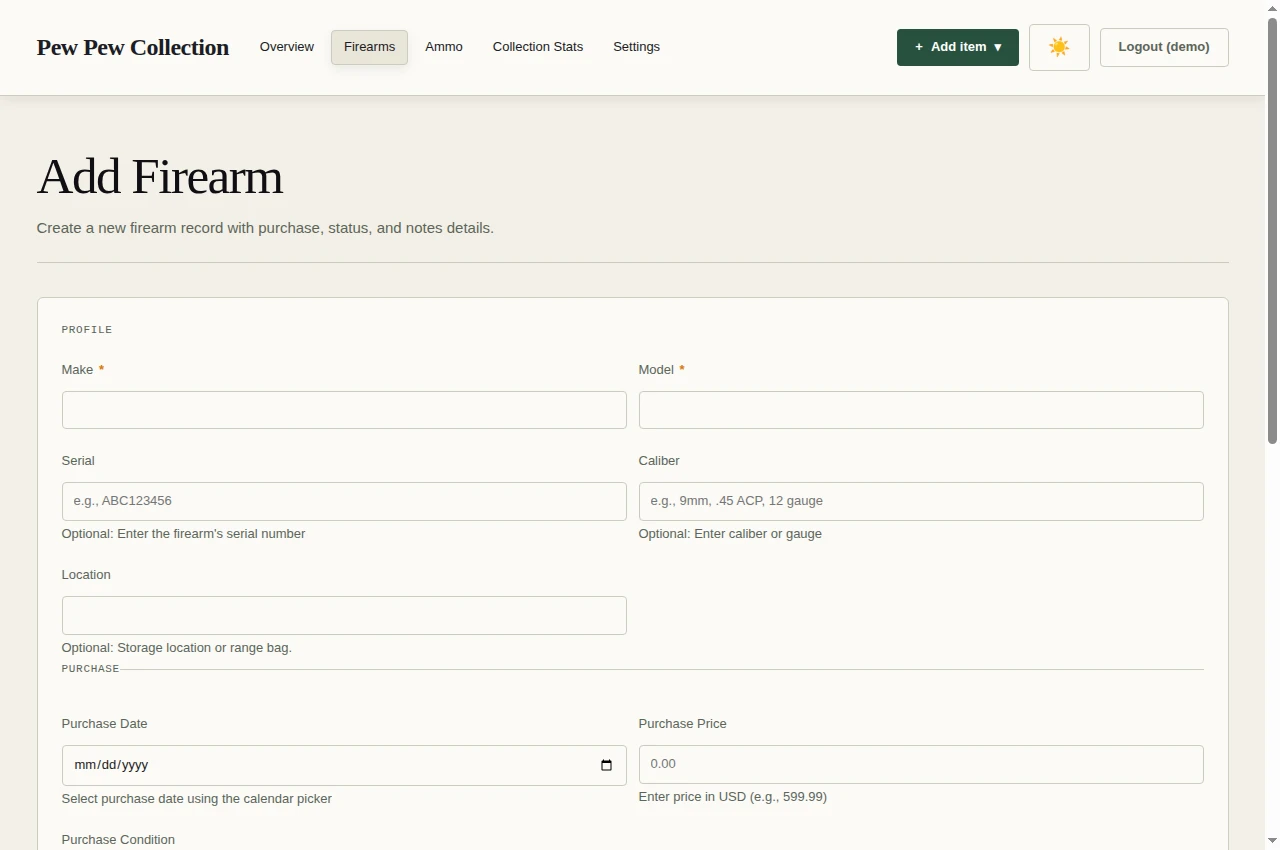 Pew Pew Collection Overview Firearms Ammo Collection Stats Settings + Add item ▼ Logout (demo)
Add Firearm
Create a new firearm record with purchase, status, and notes details.
PROFILE
Make * Model *
Serial Caliber
e.g., ABC123456 e.g., 9mm, .45 ACP, 12 gauge
Optional: Enter the firearm's serial number Optional: Enter caliber or gauge
Location
Optional: Storage location or range bag.
PURCHASE
Purchase Date Purchase Price
mm/dd/yyyy 0.00
Select purchase date using the calendar picker Enter price in USD (e.g., 599.99)
Purchase Condition